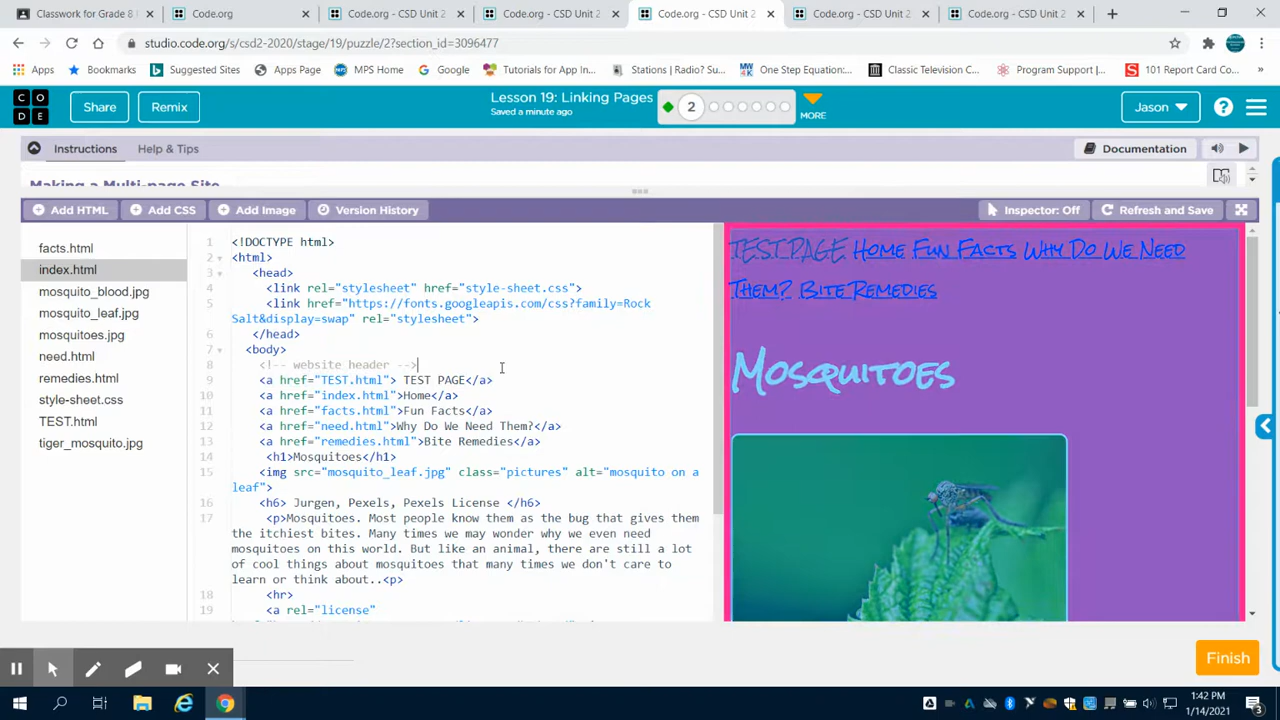 Classwork for Grade 8
Code.org
Code.org - CSD Unit 2
Code.org - CSD Unit 2
Code.org - CSD Unit 2
Code.org - CSD Unit 2
Code.org - CSD Unit 2
studio.code.org/s/csd2-2020/stage/19/puzzle/2?section_id=3096477
Apps
Bookmarks
Suggested Sites
Apps Page
MPS Home
Google
Tutorials for App In...
Stations | Radio? Su...
One Step Equation:...
Classic Television C...
Program Support |...
101 Report Card Co...
CODE
Share
Remix
Lesson 19: Linking Pages
Saved a minute ago
2
MORE
Jason
Instructions
Help & Tips
Documentation
Making a Multi-page Site
Add HTML
Add CSS
Add Image
Version History
Inspector: Off
Refresh and Save
facts.html
index.html
mosquito_blood.jpg
mosquito_leaf.jpg
mosquitoes.jpg
need.html
remedies.html
style-sheet.css
TEST.html
tiger_mosquito.jpg
1 <!DOCTYPE html>
2 <html>
3 <head>
4 <link rel="stylesheet" href="style-sheet.css">
5 <link href="https://fonts.googleapis.com/css?family=Rock
Salt&display=swap" rel="stylesheet">
6 </head>
7 <body>
8 <!-- website header -->
9 <a href="TEST.html"> TEST PAGE</a>
10 <a href="index.html">Home</a>
11 <a href="facts.html">Fun Facts</a>
12 <a href="need.html">Why Do We Need Them?</a>
13 <a href="remedies.html">Bite Remedies</a>
14 <h1>Mosquitoes</h1>
15 <img src="mosquito_leaf.jpg" class="pictures" alt="mosquito on a
leaf">
16 <h6> Jurgen, Pexels, Pexels License </h6>
17 <p>Mosquitoes. Most people know them as the bug that gives them
the itchiest bites. Many times we may wonder why we even need
mosquitoes on this world. But like an animal, there are still a lot
of cool things about mosquitoes that many times we don't care to
learn or think about..<p>
18 <hr>
19 <a rel="license"
TEST PAGE Home Fun Facts Why Do We Need
Them? Bite Remedies
Mosquitoes
Finish
1:42 PM
1/14/2021
3